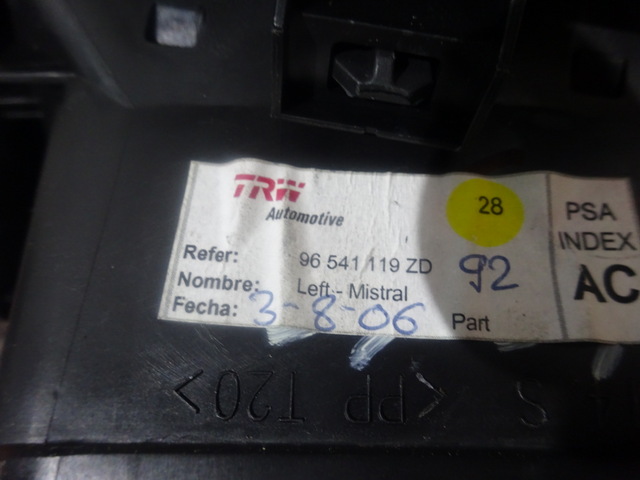 TRW
Automotive
28
PSA
INDEX
AC
Refer: 96 541 119 ZD
92
Nombre: Left - Mistral
Fecha: 3-8-06
Part
S <PP T20>